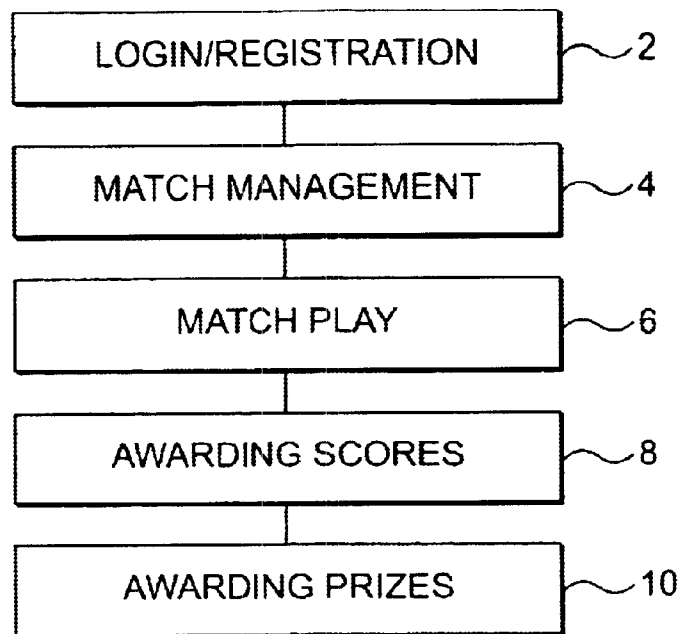 LOGIN/REGISTRATION 2
MATCH MANAGEMENT 4
MATCH PLAY 6
AWARDING SCORES 8
AWARDING PRIZES 10